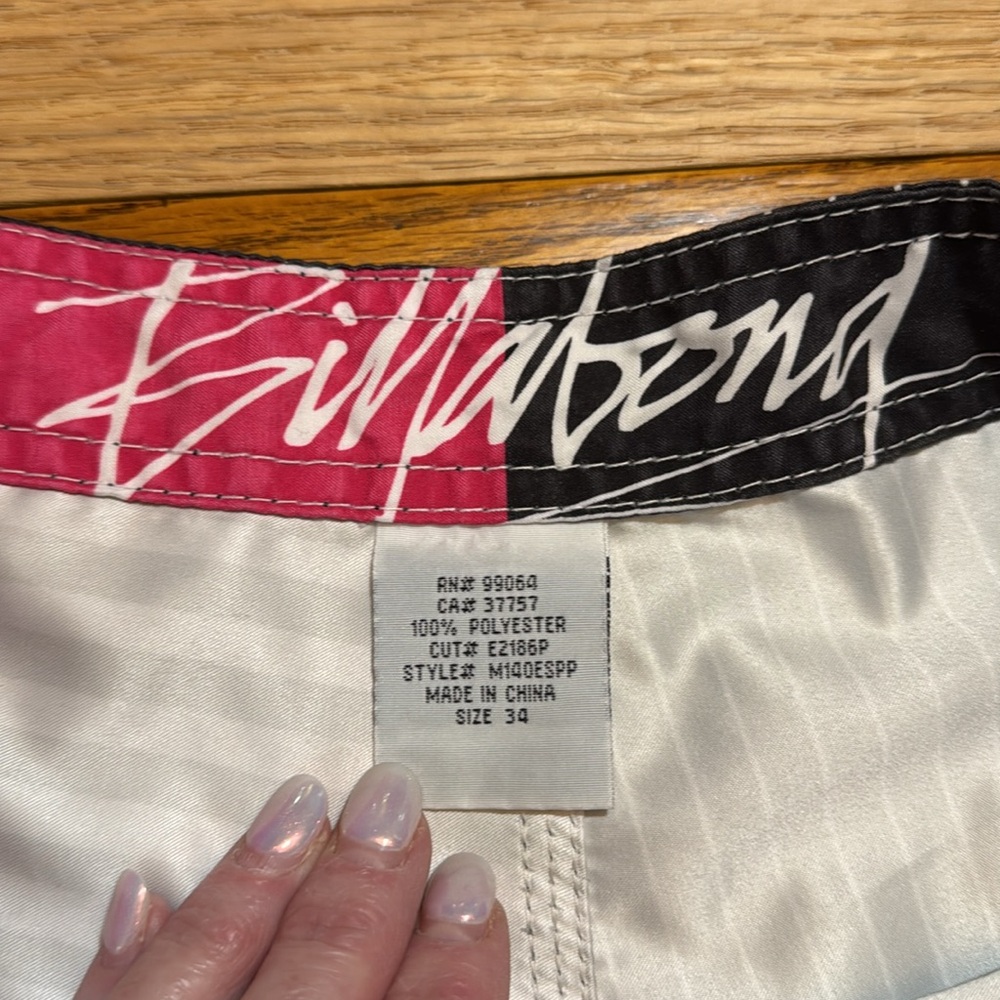 Billabong
RN# 99064
CA# 37757
100% POLYESTER
CUT# E2186P
STYLE# M140ESPP
MADE IN CHINA
SIZE 34